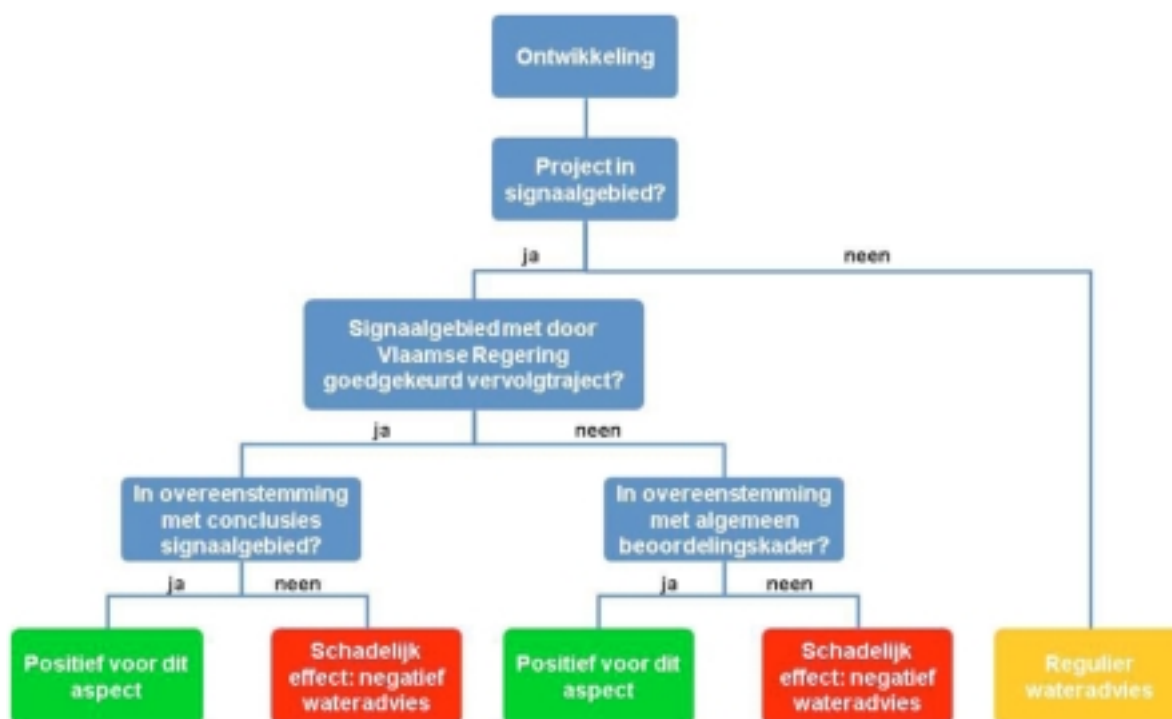 Ontwikkeling
Project in
signaalgebied?
ja
neen
Signaalgebied met door
Vlaamse Regering
goedgekeurd vervolgtraject?
ja
neen
In overeenstemming
met conclusies
signaalgebied?
In overeenstemming
met algemeen
beoordelingskader?
ja
neen
ja
neen
Positief voor dit
aspect
Schadelijk
effect: negatief
wateradvies
Positief voor dit
aspect
Schadelijk
effect: negatief
wateradvies
Regulier
wateradvies